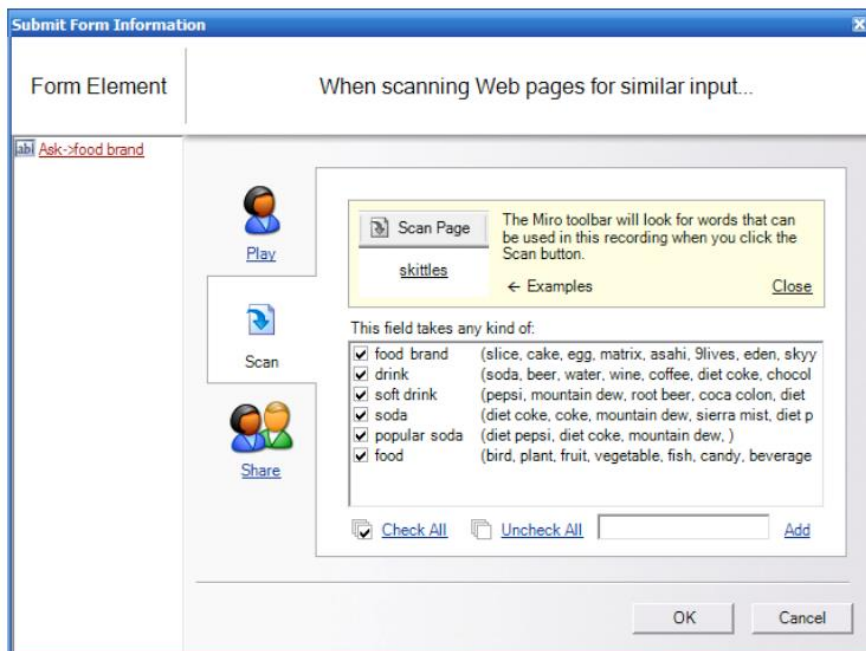 Submit Form Information
Form Element
When scanning Web pages for similar input...
abl Ask->food brand
Play
Scan
Share
Scan Page
skittles
The Miro toolbar will look for words that can
be used in this recording when you click the
Scan button.
← Examples Close
This field takes any kind of:
food brand (slice, cake, egg, matrix, asahi, 9lives, eden, skyy
drink (soda, beer, water, wine, coffee, diet coke, chocol
soft drink (pepsi, mountain dew, root beer, coca colon, diet
soda (diet coke, coke, mountain dew, sierra mist, diet p
popular soda (diet pepsi, diet coke, mountain dew, )
food (bird, plant, fruit, vegetable, fish, candy, beverage
Check All Uncheck All Add
OK Cancel